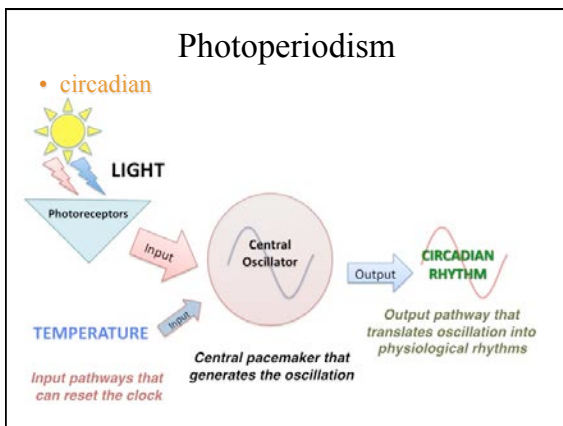 Photoperiodism
• circadian
LIGHT
Photoreceptors
Input
Central
Oscillator
Output
CIRCADIAN
RHYTHM
TEMPERATURE
Input
Input pathways that
can reset the clock
Central pacemaker that
generates the oscillation
Output pathway that
translates oscillation into
physiological rhythms